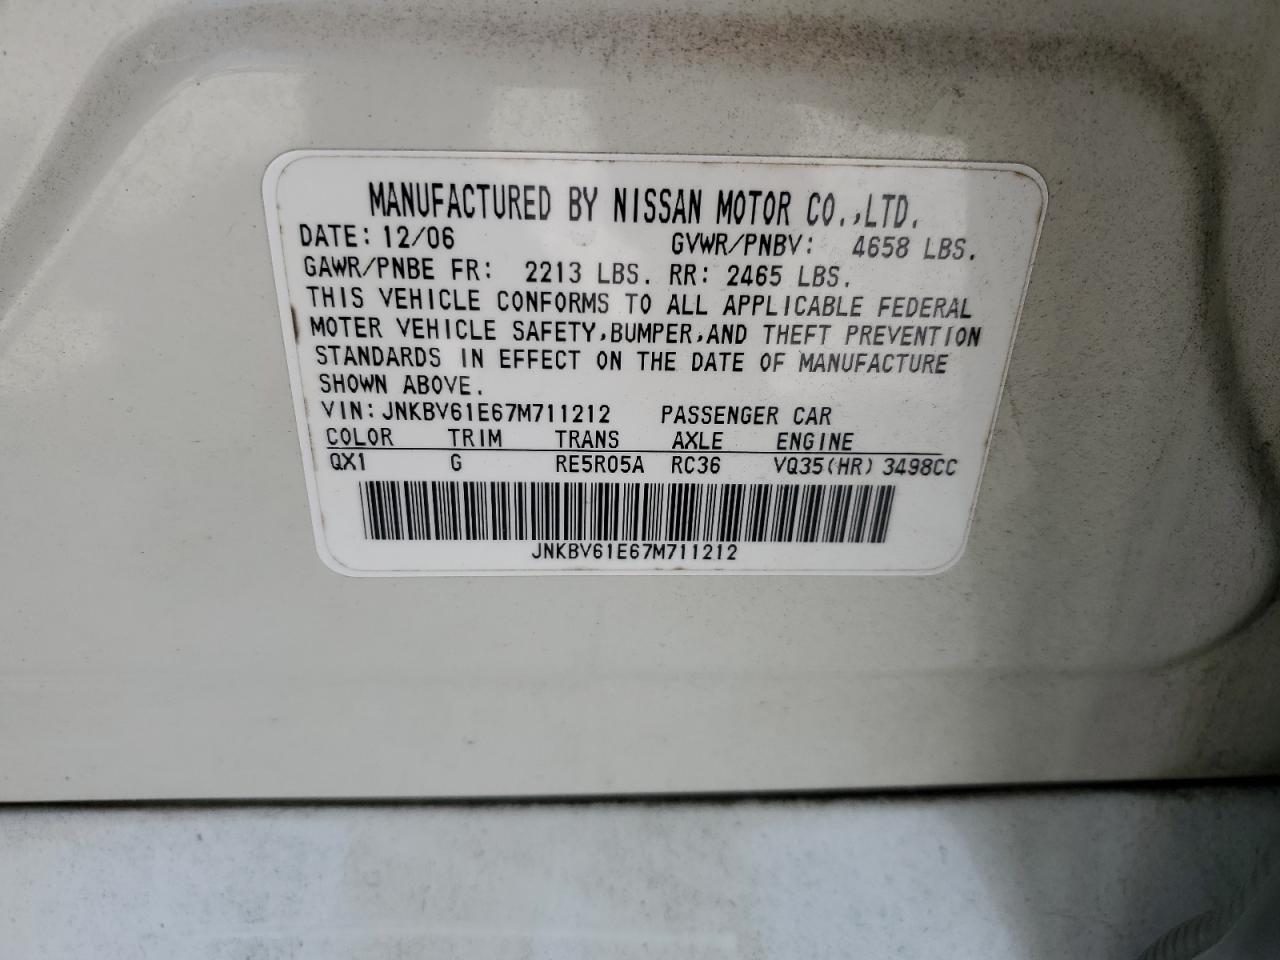 MANUFACTURED BY NISSAN MOTOR CO.,LTD.
DATE: 12/06 GVWR/PNBV: 4658 LBS.
GAWR/PNBE FR: 2213 LBS. RR: 2465 LBS.
THIS VEHICLE CONFORMS TO ALL APPLICABLE FEDERAL
MOTER VEHICLE SAFETY,BUMPER,AND THEFT PREVENTION
STANDARDS IN EFFECT ON THE DATE OF MANUFACTURE
SHOWN ABOVE.
VIN: JNKBV61E67M711212 PASSENGER CAR
COLOR TRIM TRANS AXLE ENGINE
QX1 G RE5R05A RC36 VQ35(HR) 3498CC
JNKBV61E67M711212